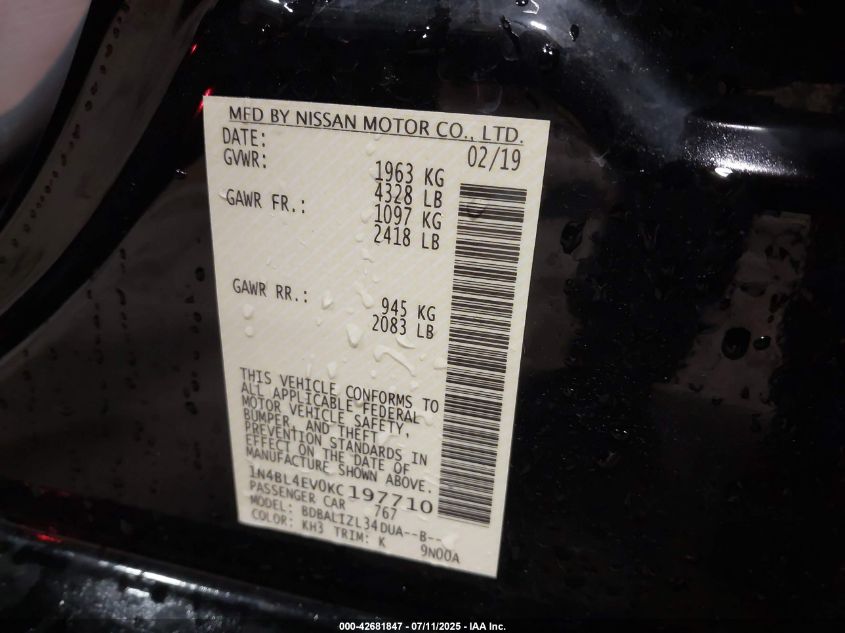 MFD BY NISSAN MOTOR CO., LTD.
DATE: 02/19
GVWR: 1963 KG
4328 LB
GAWR FR.: 1097 KG
2418 LB
GAWR RR.: 945 KG
2083 LB
THIS VEHICLE CONFORMS TO
ALL APPLICABLE FEDERAL
MOTOR VEHICLE SAFETY,
BUMPER, AND THEFT
PREVENTION STANDARDS IN
EFFECT ON THE DATE OF
MANUFACTURE SHOWN ABOVE.
1N4BL4EV0KC197710
PASSENGER CAR 767
MODEL: BDBALIZL34DUA--B--
COLOR: KH3 TRIM: K 9N00A
000-42681847 - 07/11/2025 - IAA Inc.